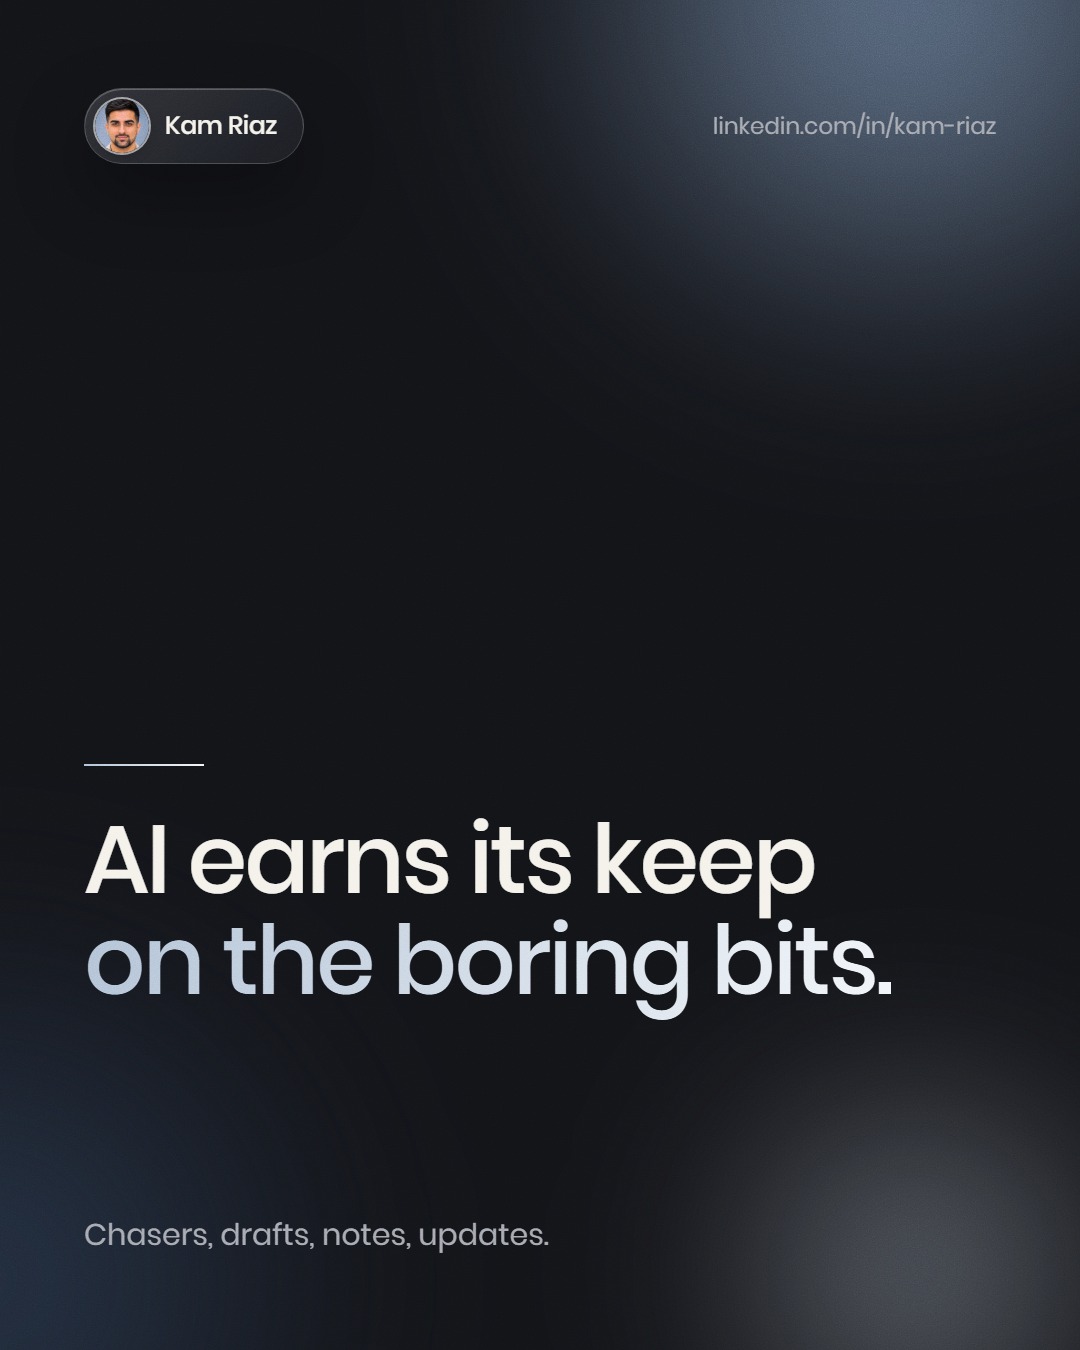 Kam Riaz
linkedin.com/in/kam-riaz
AI earns its keep
on the boring bits.
Chasers, drafts, notes, updates.